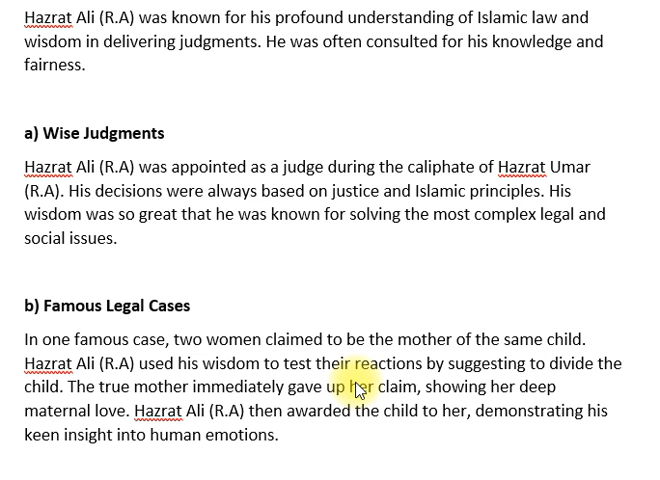 Hazrat Ali (R.A) was known for his profound understanding of Islamic law and
wisdom in delivering judgments. He was often consulted for his knowledge and
fairness.
a) Wise Judgments
Hazrat Ali (R.A) was appointed as a judge during the caliphate of Hazrat Umar
(R.A). His decisions were always based on justice and Islamic principles. His
wisdom was so great that he was known for solving the most complex legal and
social issues.
b) Famous Legal Cases
In one famous case, two women claimed to be the mother of the same child.
Hazrat Ali (R.A) used his wisdom to test their reactions by suggesting to divide the
child. The true mother immediately gave up her claim, showing her deep
maternal love. Hazrat Ali (R.A) then awarded the child to her, demonstrating his
keen insight into human emotions.